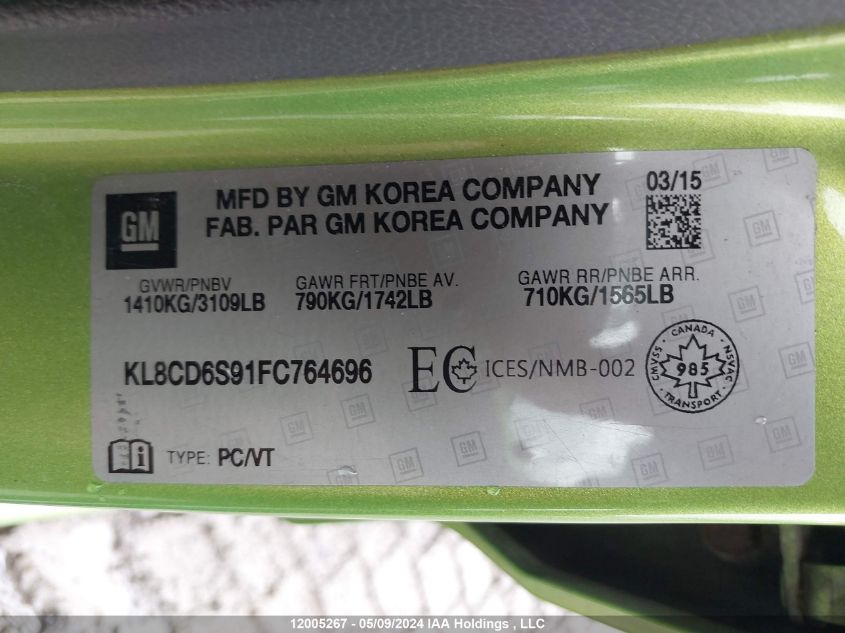 GM
MFD BY GM KOREA COMPANY
FAB. PAR GM KOREA COMPANY
03/15
GVWR/PNBV
1410KG/3109LB
GAWR FRT/PNBE AV.
790KG/1742LB
GAWR RR/PNBE ARR.
710KG/1565LB
KL8CD6S91FC764696
EC ICES/NMB-002
CANADA
CMVSS
985
NSVAC
TRANSPORT
i
TYPE: PC/VT
12005267 - 05/09/2024 IAA Holdings, LLC